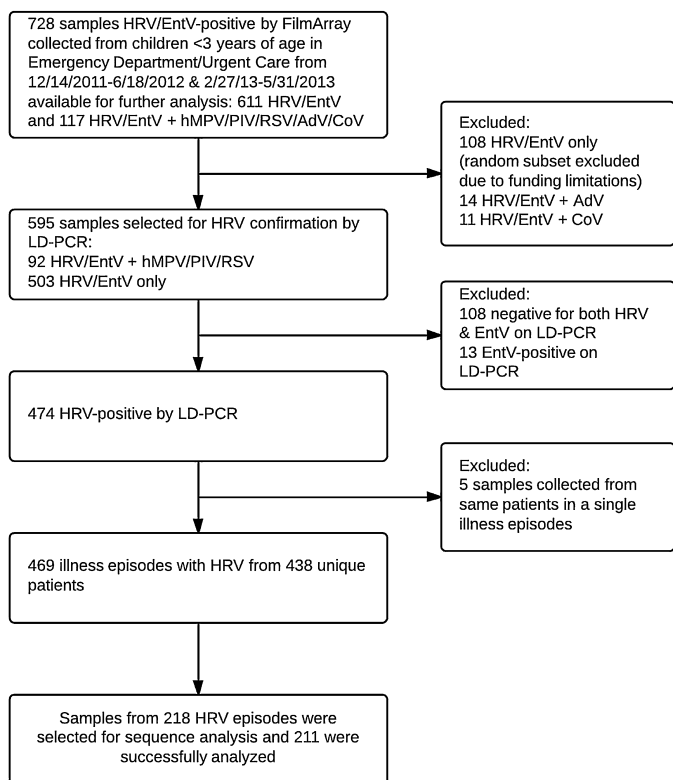 728 samples HRV/EntV-positive by FilmArray
collected from children <3 years of age in
Emergency Department/Urgent Care from
12/14/2011-6/18/2012 & 2/27/13-5/31/2013
available for further analysis: 611 HRV/EntV
and 117 HRV/EntV + hMPV/PIV/RSV/AdV/CoV
Excluded:
108 HRV/EntV only
(random subset excluded
due to funding limitations)
14 HRV/EntV + AdV
11 HRV/EntV + CoV
595 samples selected for HRV confirmation by
LD-PCR:
92 HRV/EntV + hMPV/PIV/RSV
503 HRV/EntV only
Excluded:
108 negative for both HRV
& EntV on LD-PCR
13 EntV-positive on
LD-PCR
474 HRV-positive by LD-PCR
Excluded:
5 samples collected from
same patients in a single
illness episodes
469 illness episodes with HRV from 438 unique
patients
Samples from 218 HRV episodes were
selected for sequence analysis and 211 were
successfully analyzed